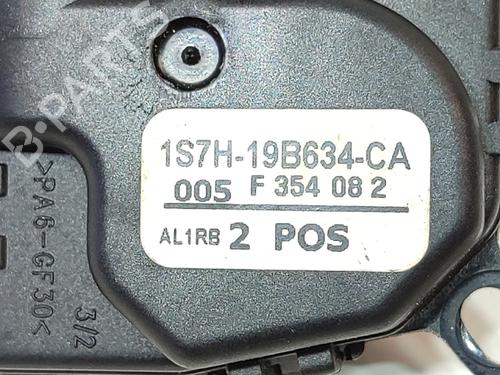 B-PARTS
1S7H-19B634-CA
005 F 354 08 2
AL1RB 2 POS
>PA6-GF30<
3/2